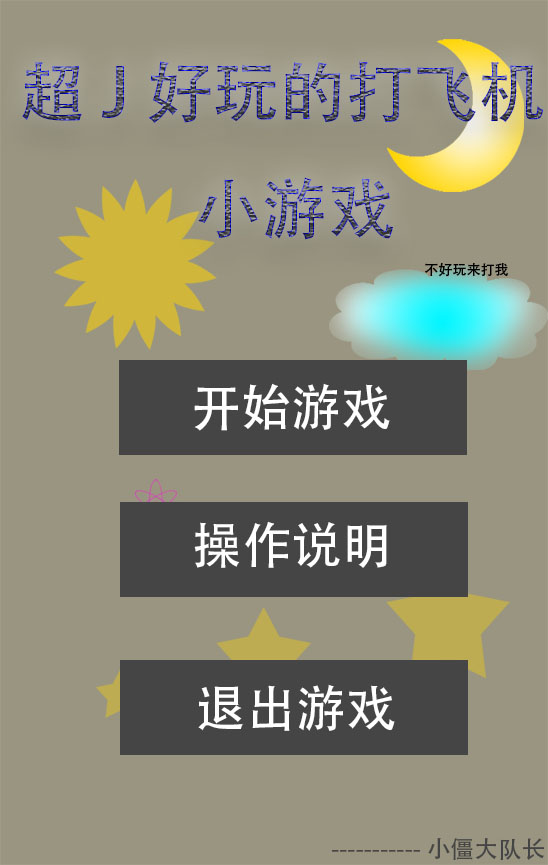 超J好玩的打飞机
小游戏
不好玩来打我
开始游戏
操作说明
退出游戏
----------- 小僵大队长